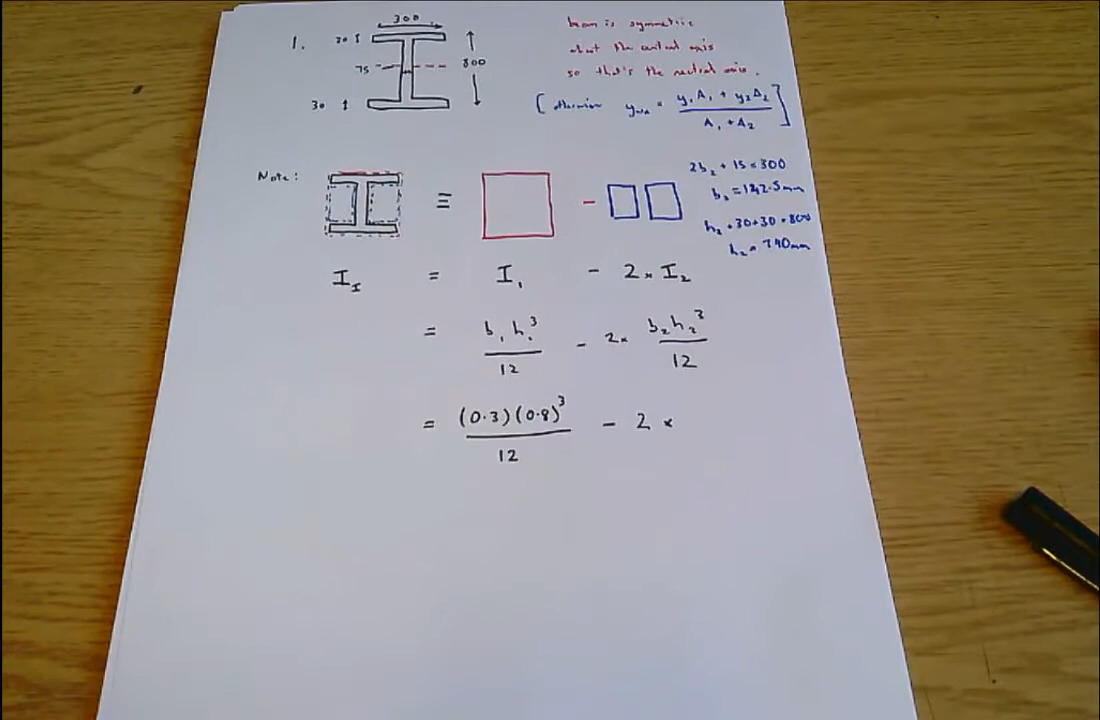 1.
300
30
75
800
30
beam is symmetric
about the central axis
so that's the neutral axis.
[otherwise y_NA = (y₁A₁ + y₂A₂) / (A₁ + A₂)]
Note:
≡ -
2b₂ + 15 = 300
b₂ = 142.5mm
h₂ + 30 + 30 = 800
h₂ = 740mm
I_I = I₁ - 2 × I₂
= b₁h₁³ / 12 - 2 × b₂h₂³ / 12
= (0.3)(0.8)³ / 12 - 2 ×